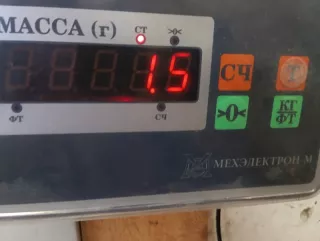 МАССА (г) СТ >0<
1.5
СЧ Т
ФТ СЧ >0< КГ ФТ
МЕХЭЛЕКТРОН-М